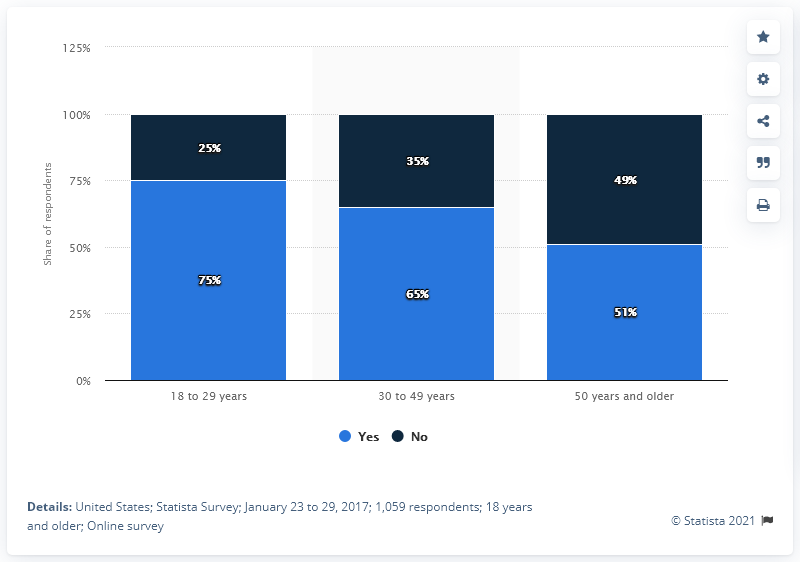 125%
100%
75%
50%
25%
0%
Share of respondents
25%
35%
49%
75%
65%
51%
18 to 29 years
30 to 49 years
50 years and older
Yes
No
Details: United States; Statista Survey; January 23 to 29, 2017; 1,059 respondents; 18 years
and older; Online survey
© Statista 2021